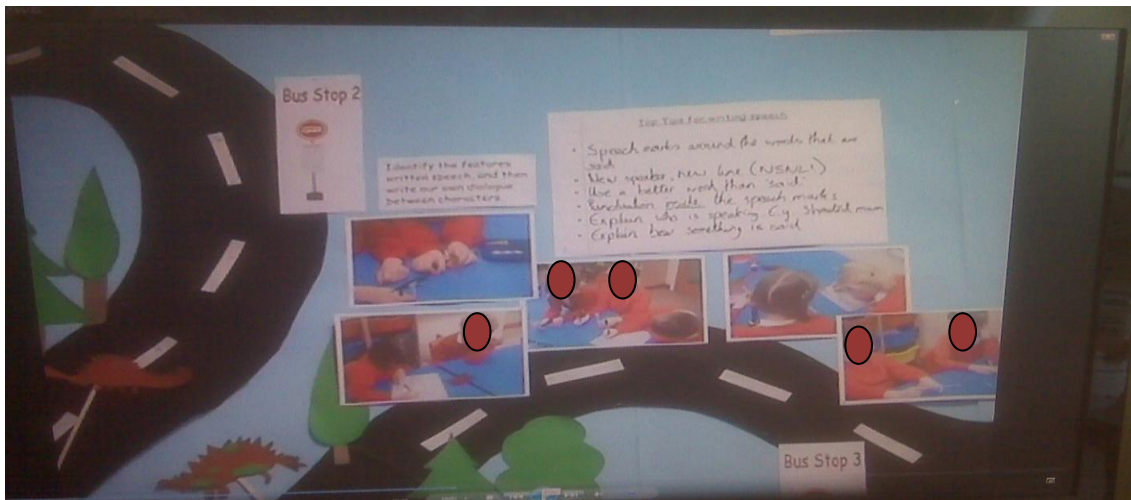 Bus Stop 2
Identify the features
written speech, and then
write our own dialogue
between characters.
Top Tips for writing speech
- Speech marks around the words that are
said
- New speaker, new line (NSNL!)
- Use a better word than 'said'
- Punctuation inside the speech marks
- Explain who is speaking e.g. shouted mum
- Explain how something is said
Bus Stop 3